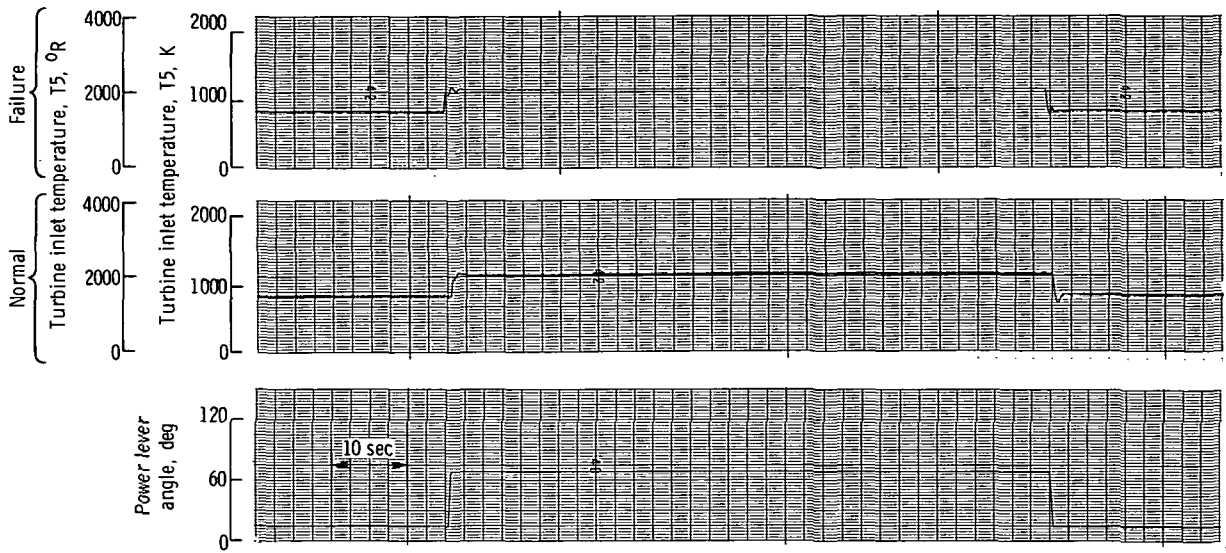 Failure
Turbine inlet temperature, T5, °R
4000
2000
0
Turbine inlet temperature, T5, K
2000
1000
0
Normal
Turbine inlet temperature, T5, °R
4000
2000
0
Turbine inlet temperature, T5, K
2000
1000
0
Power lever
angle, deg
120
60
0
10 sec